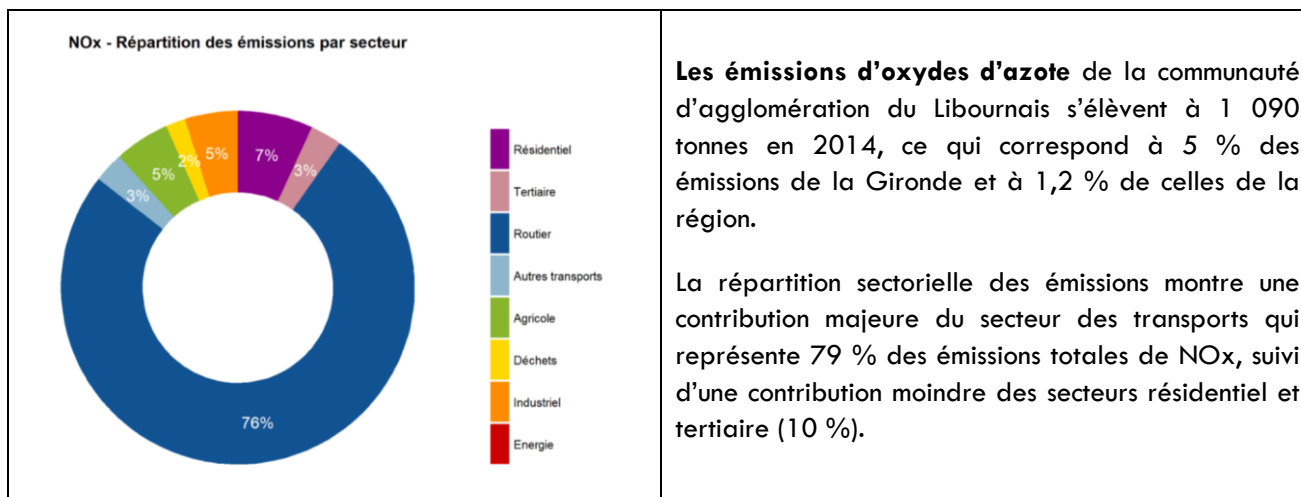 NOx - Répartition des émissions par secteur
7%
3%
76%
3%
5%
2%
5%
Résidentiel
Tertiaire
Routier
Autres transports
Agricole
Déchets
Industriel
Energie
Les émissions d'oxydes d'azote de la communauté
d'agglomération du Libournais s'élèvent à 1 090
tonnes en 2014, ce qui correspond à 5 % des
émissions de la Gironde et à 1,2 % de celles de la
région.
La répartition sectorielle des émissions montre une
contribution majeure du secteur des transports qui
représente 79 % des émissions totales de NOx, suivi
d'une contribution moindre des secteurs résidentiel et
tertiaire (10 %).